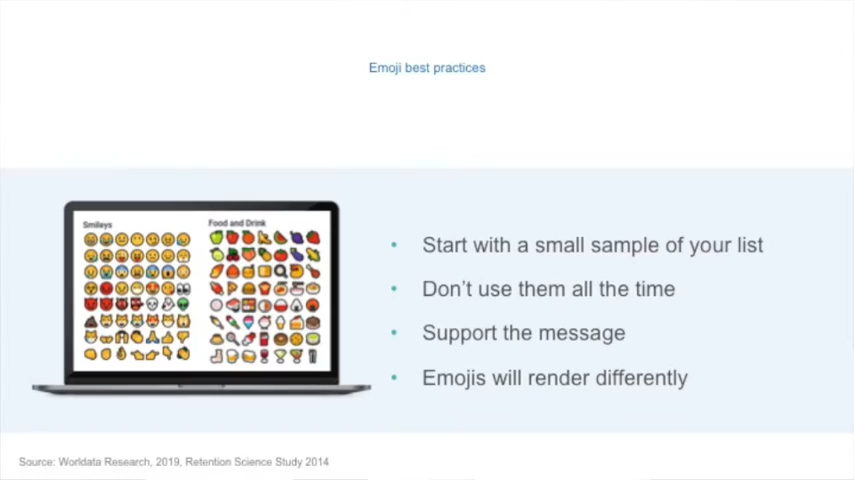 Emoji best practices
Smileys
Food and Drink
• Start with a small sample of your list
• Don't use them all the time
• Support the message
• Emojis will render differently
Source: Worldata Research, 2019, Retention Science Study 2014